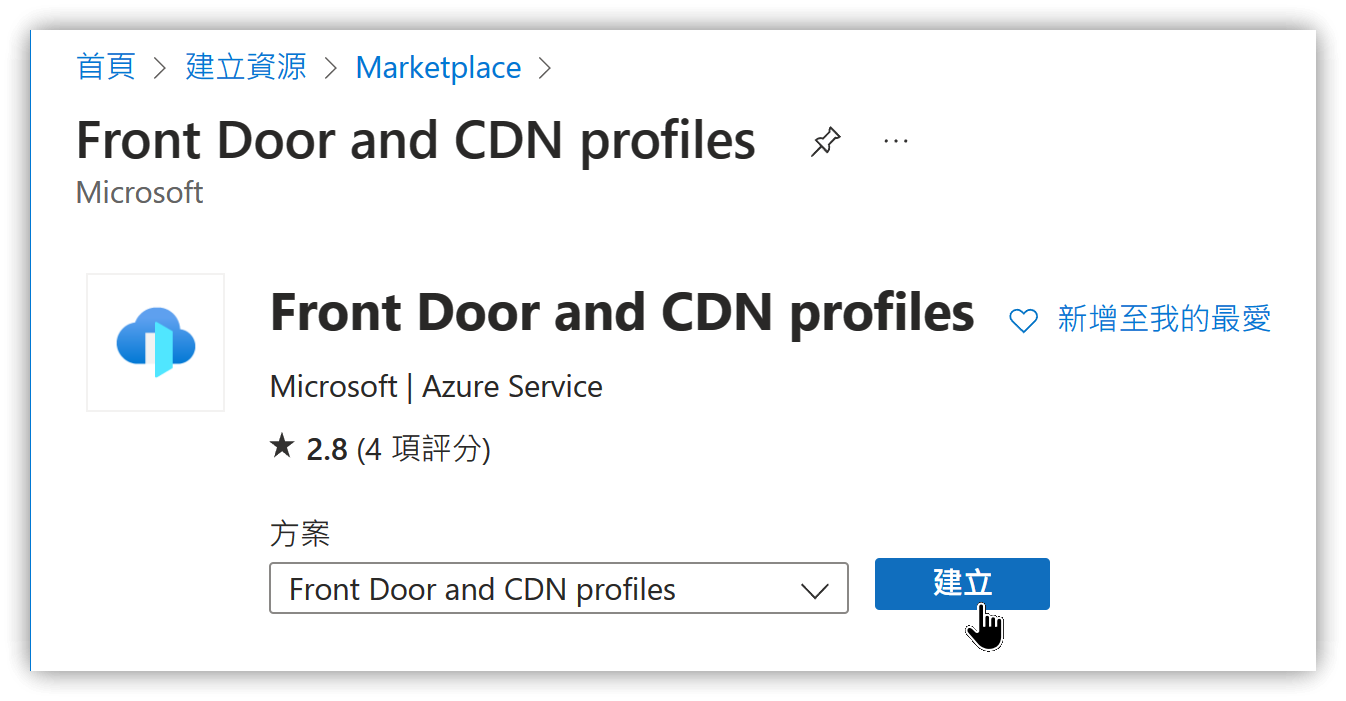 首頁 > 建立資源 > Marketplace >
Front Door and CDN profiles ...
Microsoft
Front Door and CDN profiles 新增至我的最愛
Microsoft | Azure Service
★ 2.8 (4 項評分)
方案
Front Door and CDN profiles 建立